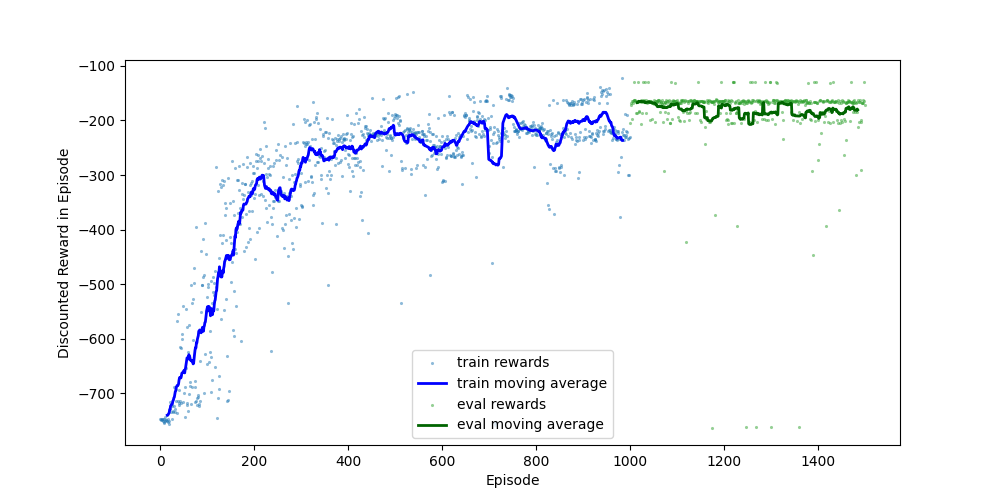 −100
−200
−300
−400
−500
−600
−700
Discounted Reward in Episode
train rewards
train moving average
eval rewards
eval moving average
0 200 400 600 800 1000 1200 1400
Episode